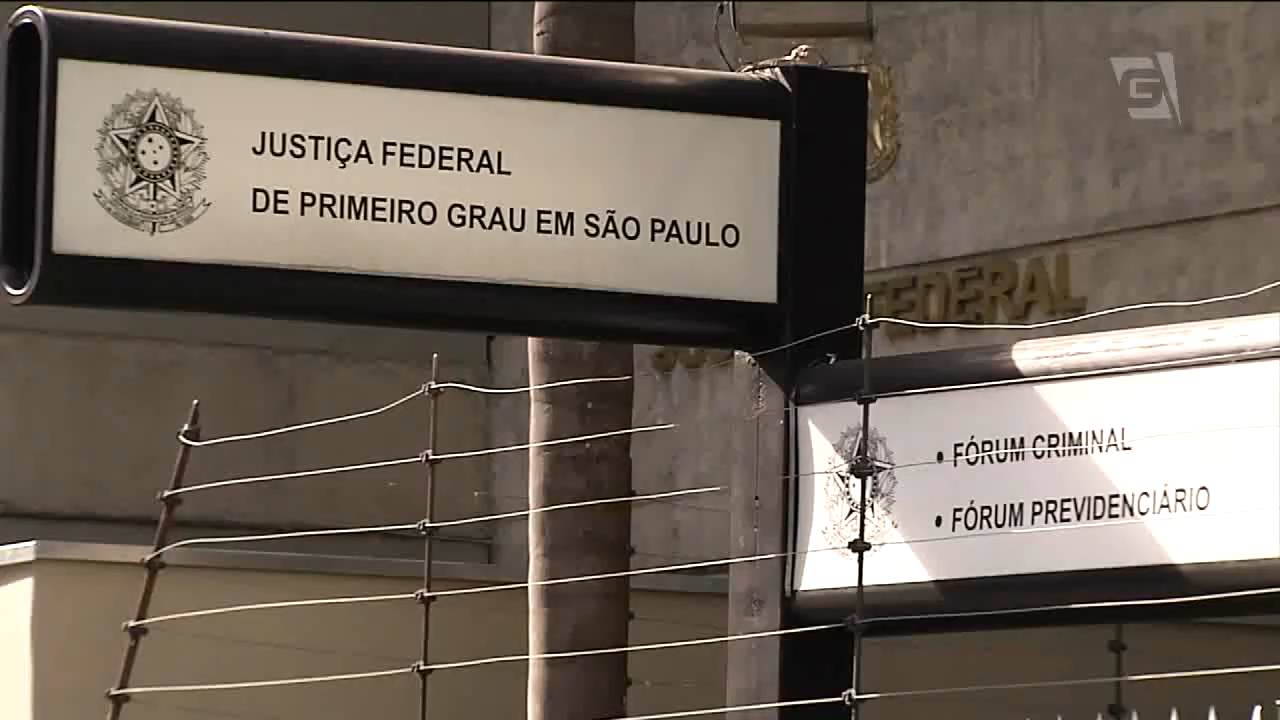 JUSTIÇA FEDERAL
DE PRIMEIRO GRAU EM SÃO PAULO
FEDERAL
• FÓRUM CRIMINAL
• FÓRUM PREVIDENCIÁRIO